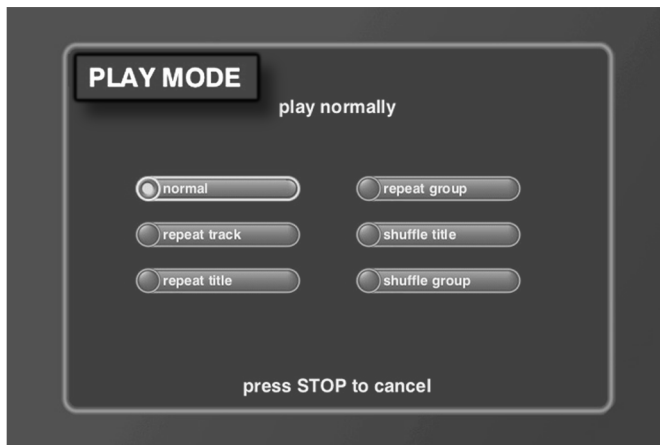 PLAY MODE
play normally
normal
repeat track
repeat title
repeat group
shuffle title
shuffle group
press STOP to cancel